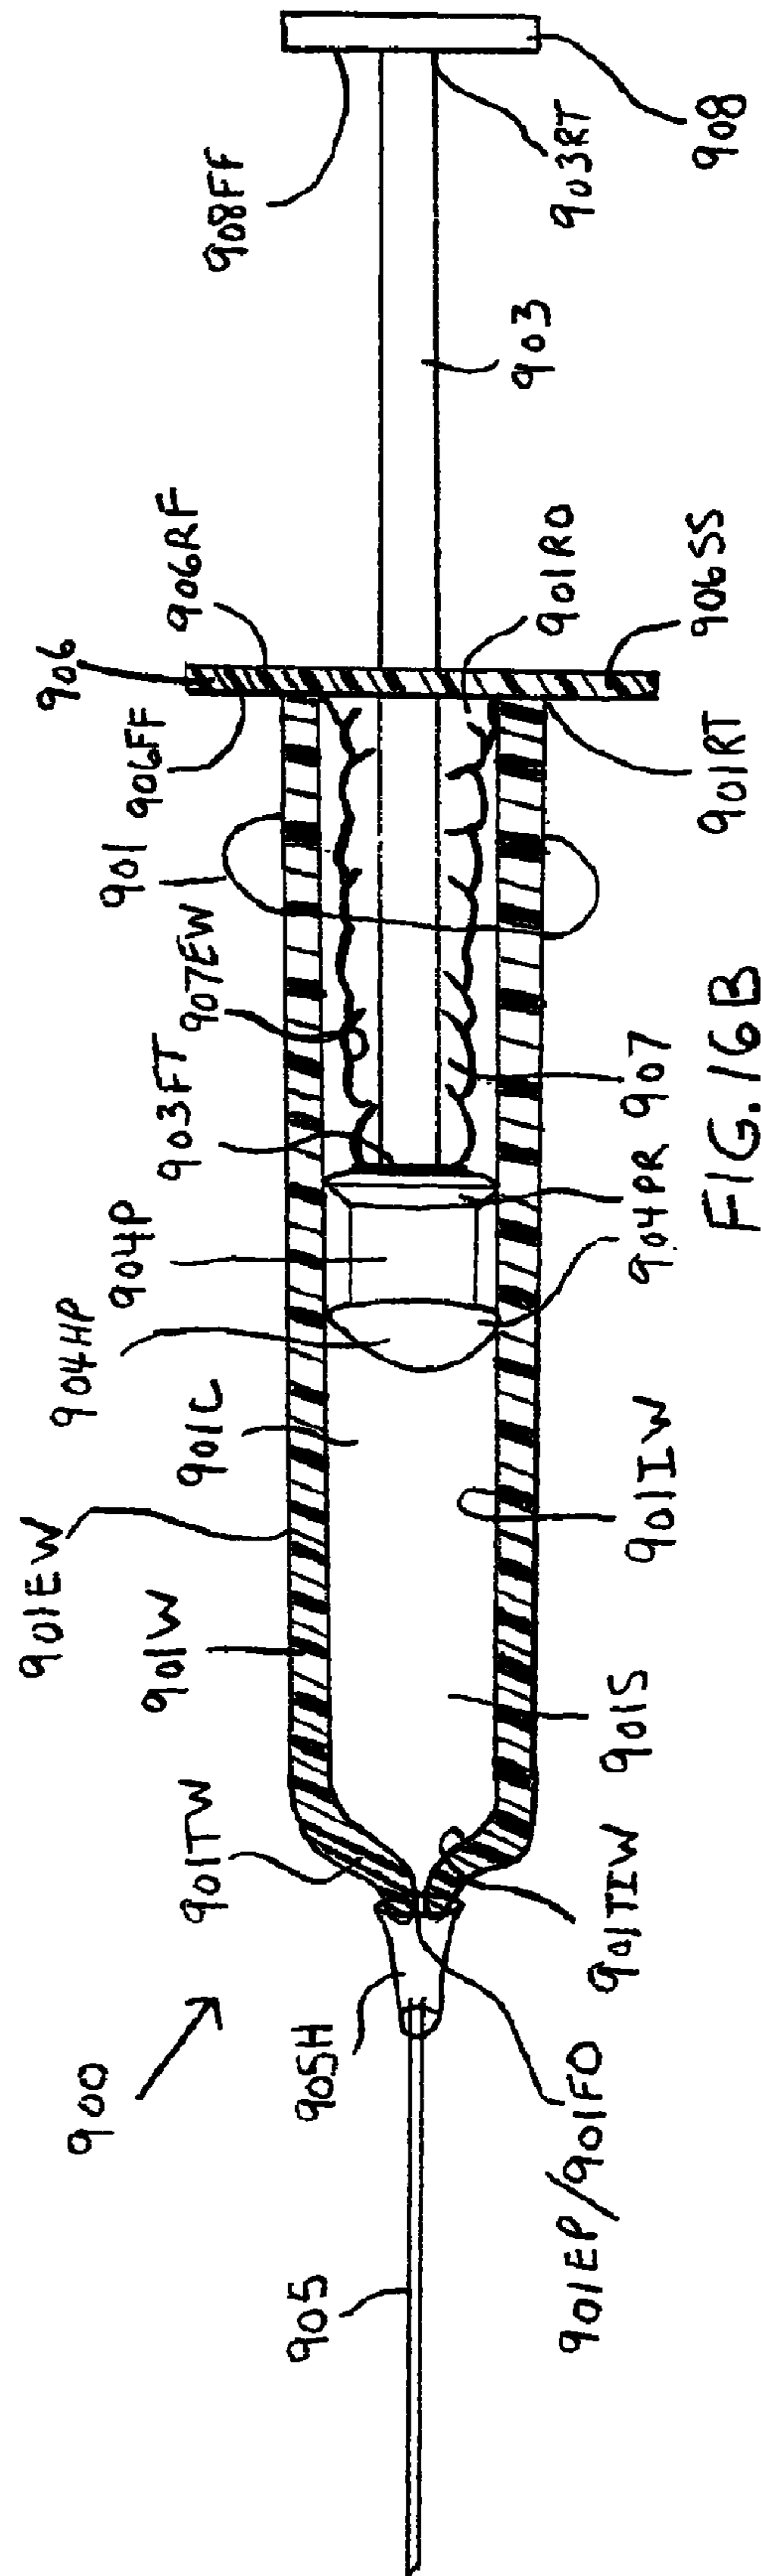 900
905
905H
901EP/901FO
901TW
901TIW
901W
901EW
901S
901IW
901C
904HP
904P
904PR
903FT
907
907EW
901
906FF
906
906RF
901RT
906SS
901RO
903
908FF
903RT
908
FIG. 16B